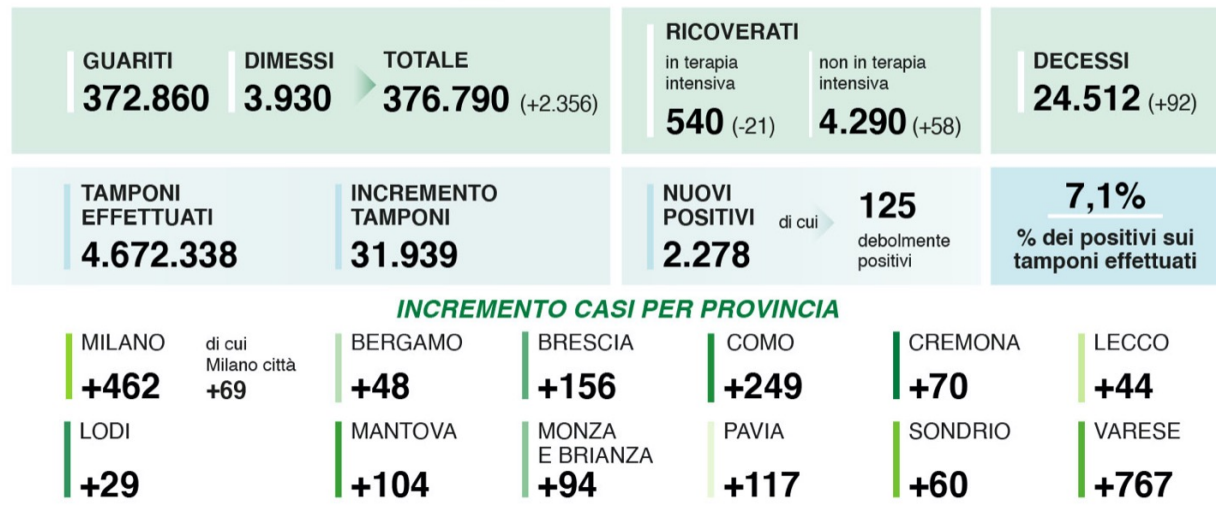 GUARITI
372.860
DIMESSI
3.930
TOTALE
376.790 (+2.356)
RICOVERATI
in terapia
intensiva
540 (-21)
non in terapia
intensiva
4.290 (+58)
DECESSI
24.512 (+92)
TAMPONI
EFFETTUATI
4.672.338
INCREMENTO
TAMPONI
31.939
NUOVI
POSITIVI
2.278
di cui
125
debolmente
positivi
7,1%
% dei positivi sui
tamponi effettuati
INCREMENTO CASI PER PROVINCIA
MILANO
+462
di cui
Milano città
+69
BERGAMO
+48
BRESCIA
+156
COMO
+249
CREMONA
+70
LECCO
+44
LODI
+29
MANTOVA
+104
MONZA
E BRIANZA
+94
PAVIA
+117
SONDRIO
+60
VARESE
+767